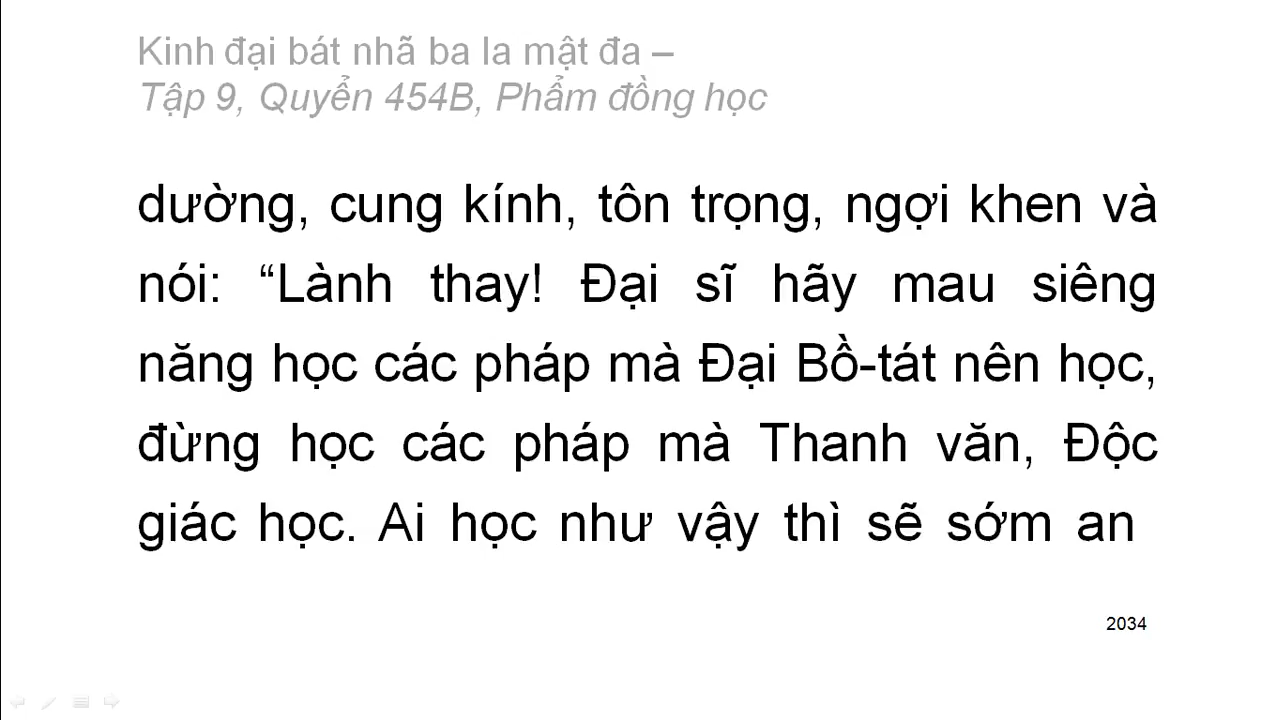 Kinh đại bát nhã ba la mật đa –
Tập 9, Quyển 454B, Phẩm đồng học
dường, cung kính, tôn trọng, ngợi khen và
nói: “Lành thay! Đại sĩ hãy mau siêng
năng học các pháp mà Đại Bồ-tát nên học,
đừng học các pháp mà Thanh văn, Độc
giác học. Ai học như vậy thì sẽ sớm an
2034